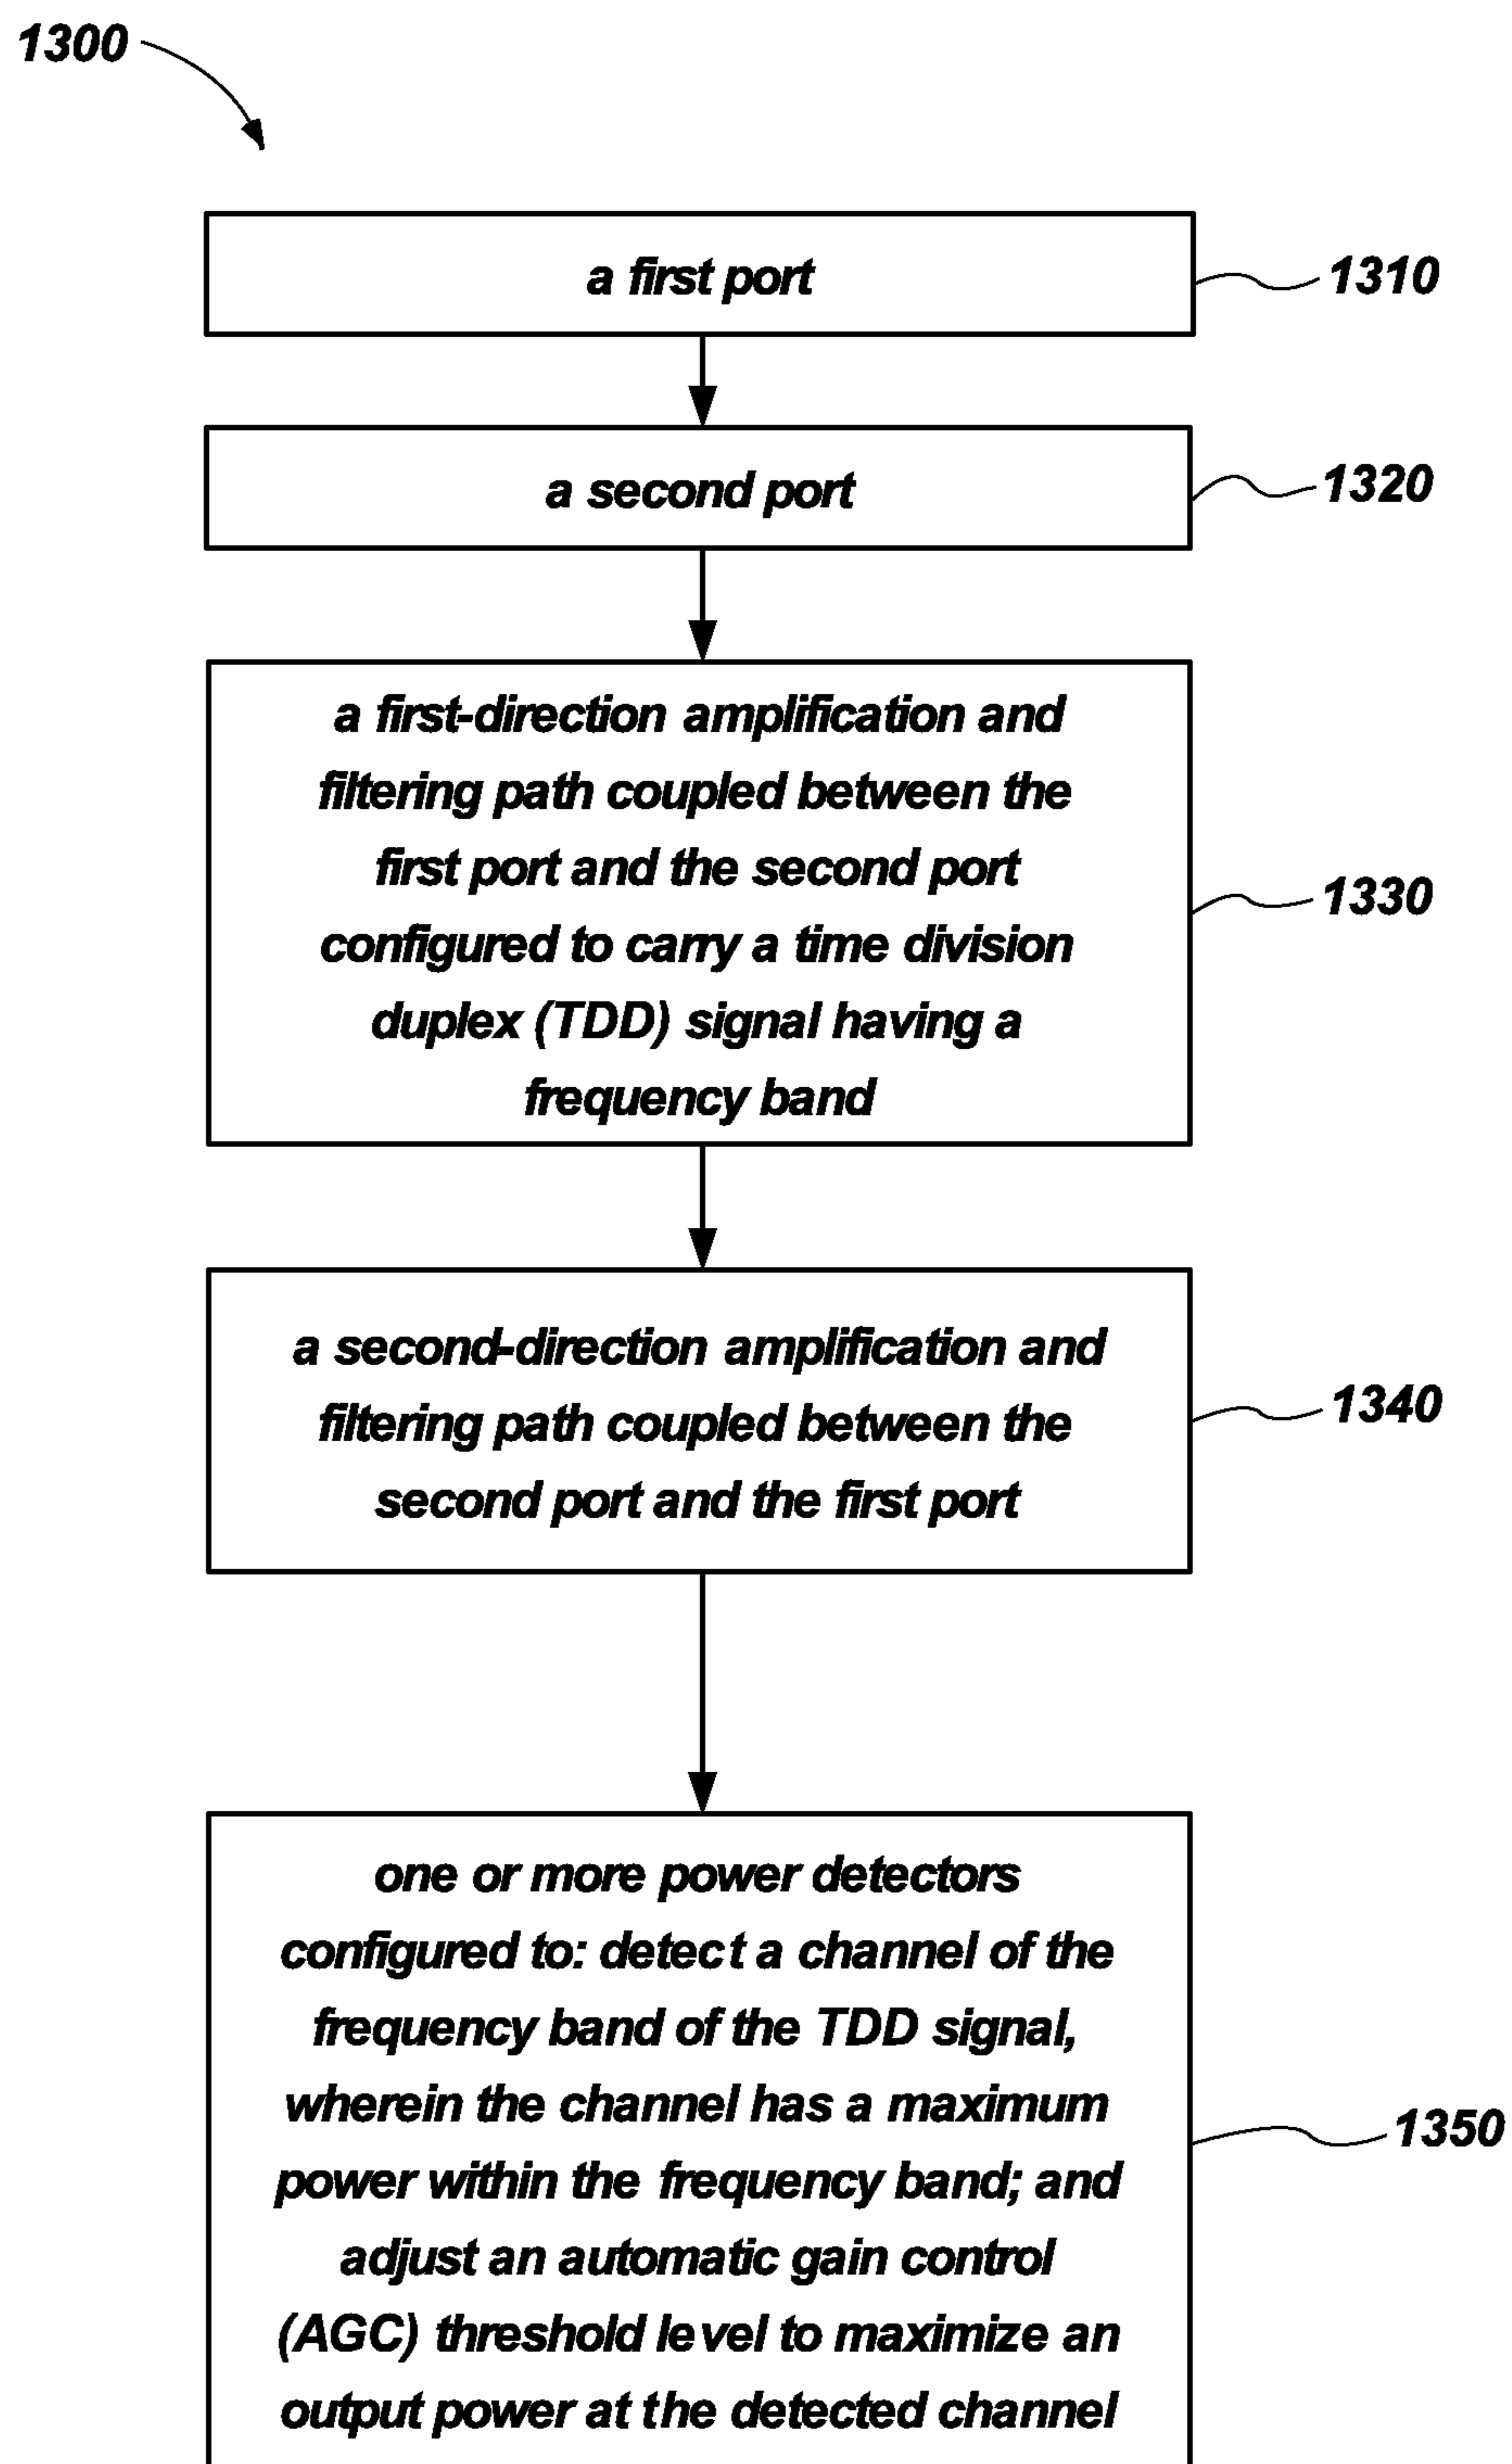 1300
a first port
1310
a second port
1320
a first-direction amplification and
filtering path coupled between the
first port and the second port
configured to carry a time division
duplex (TDD) signal having a
frequency band
1330
a second-direction amplification and
filtering path coupled between the
second port and the first port
1340
one or more power detectors
configured to: detect a channel of the
frequency band of the TDD signal,
wherein the channel has a maximum
power within the frequency band; and
adjust an automatic gain control
(AGC) threshold level to maximize an
output power at the detected channel
1350